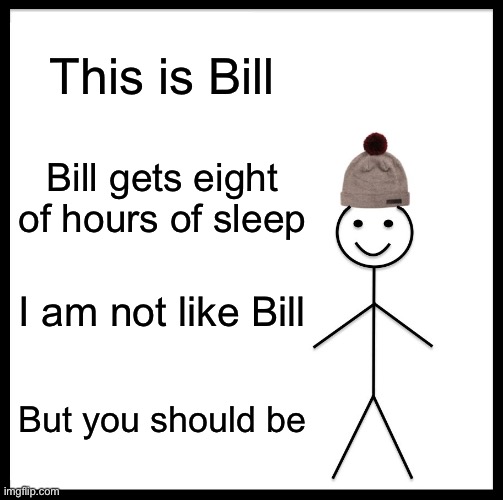 This is Bill
Bill gets eight
of hours of sleep
I am not like Bill
But you should be
imgflip.com